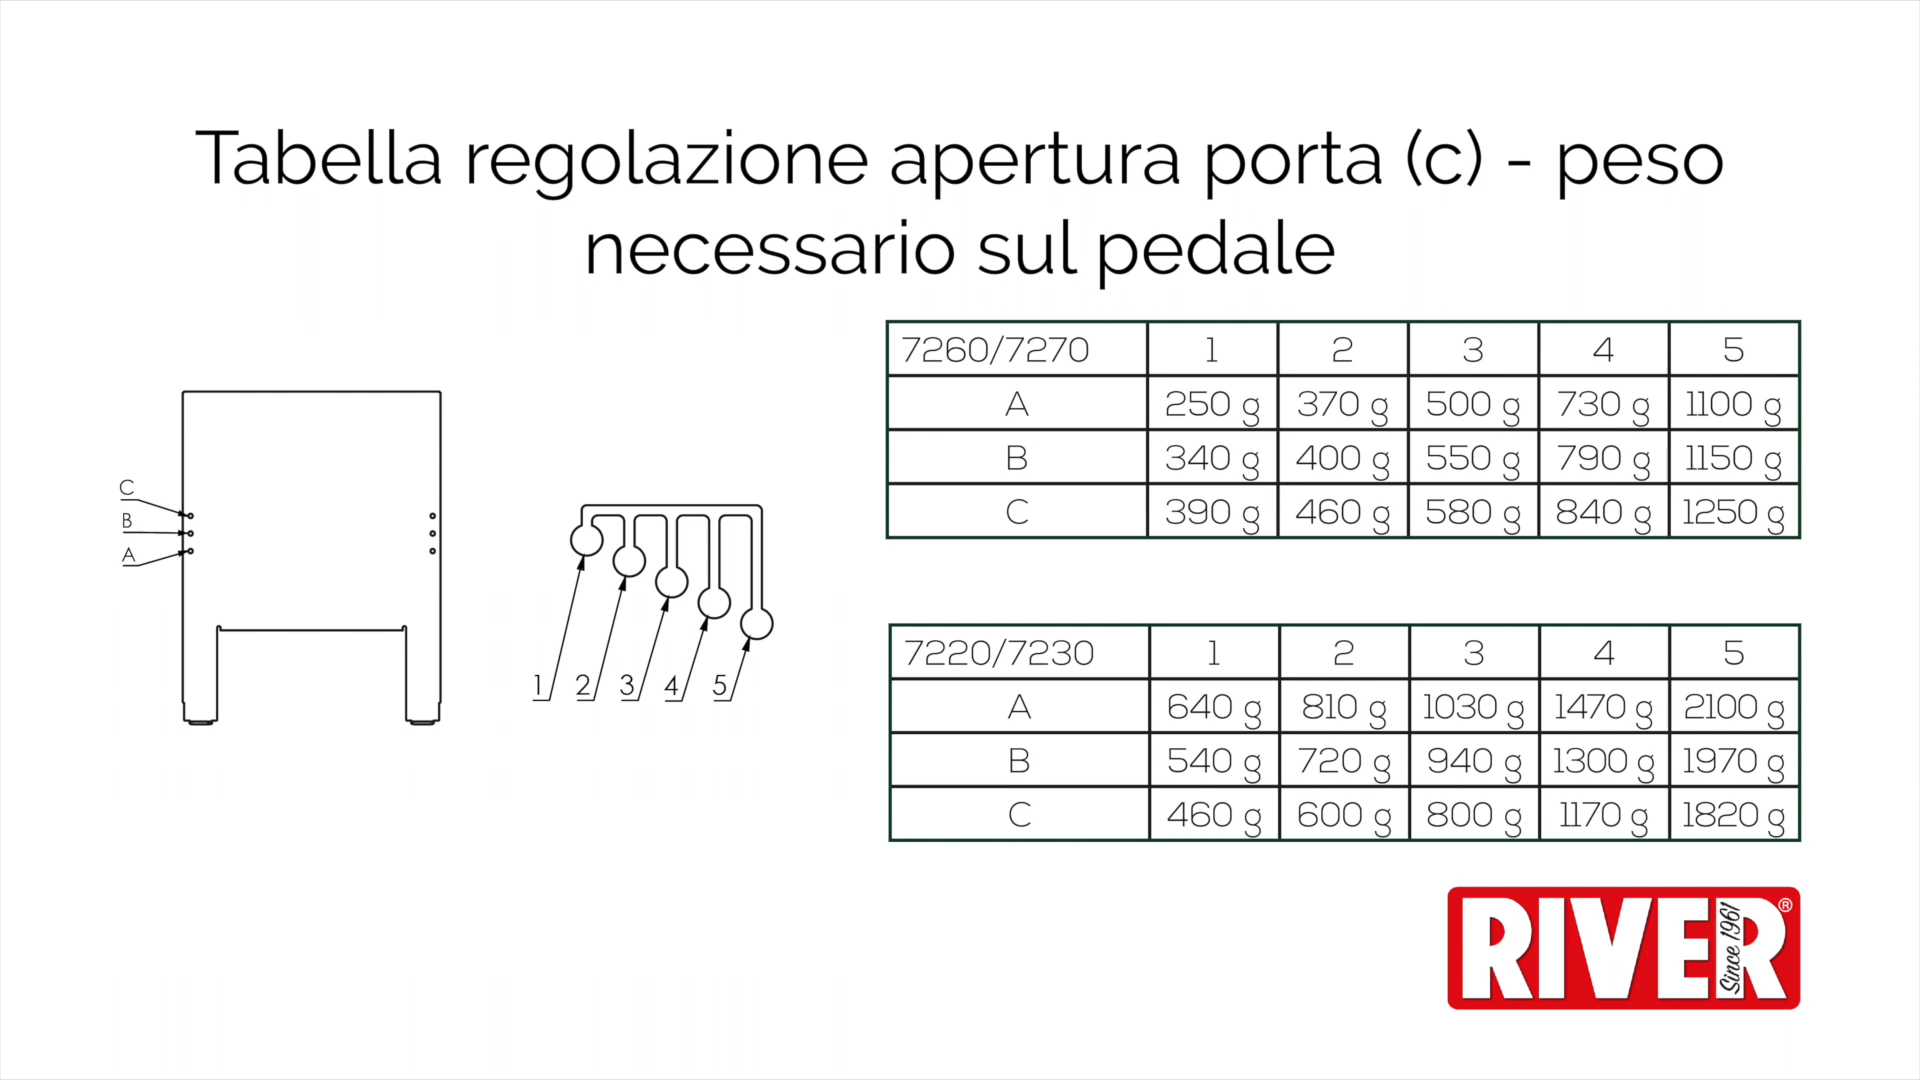 Tabella regolazione apertura porta (c) - peso
necessario sul pedale
C
B
A
1 2 3 4 5
7260/7270 1 2 3 4 5
A 250 g 370 g 500 g 730 g 1100 g
B 340 g 400 g 550 g 790 g 1150 g
C 390 g 460 g 580 g 840 g 1250 g
7220/7230 1 2 3 4 5
A 640 g 810 g 1030 g 1470 g 2100 g
B 540 g 720 g 940 g 1300 g 1970 g
C 460 g 600 g 800 g 1170 g 1820 g
RIVER®
Since 1961